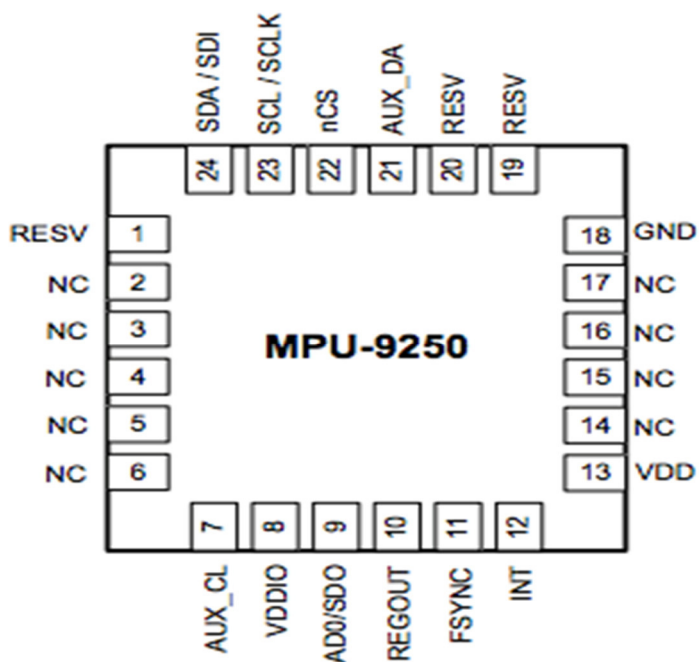 SDA / SDI
SCL / SCLK
nCS
AUX_DA
RESV
RESV
24
23
22
21
20
19
RESV 1
NC 2
NC 3
NC 4
NC 5
NC 6
MPU-9250
18 GND
17 NC
16 NC
15 NC
14 NC
13 VDD
7
8
9
10
11
12
AUX_CL
VDDIO
AD0/SDO
REGOUT
FSYNC
INT